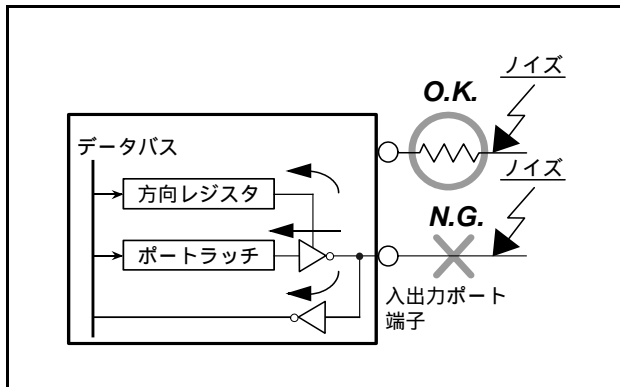 ノイズ
O.K.
ノイズ
データバス
方向レジスタ
N.G.
ポートラッチ
入出力ポート
端子